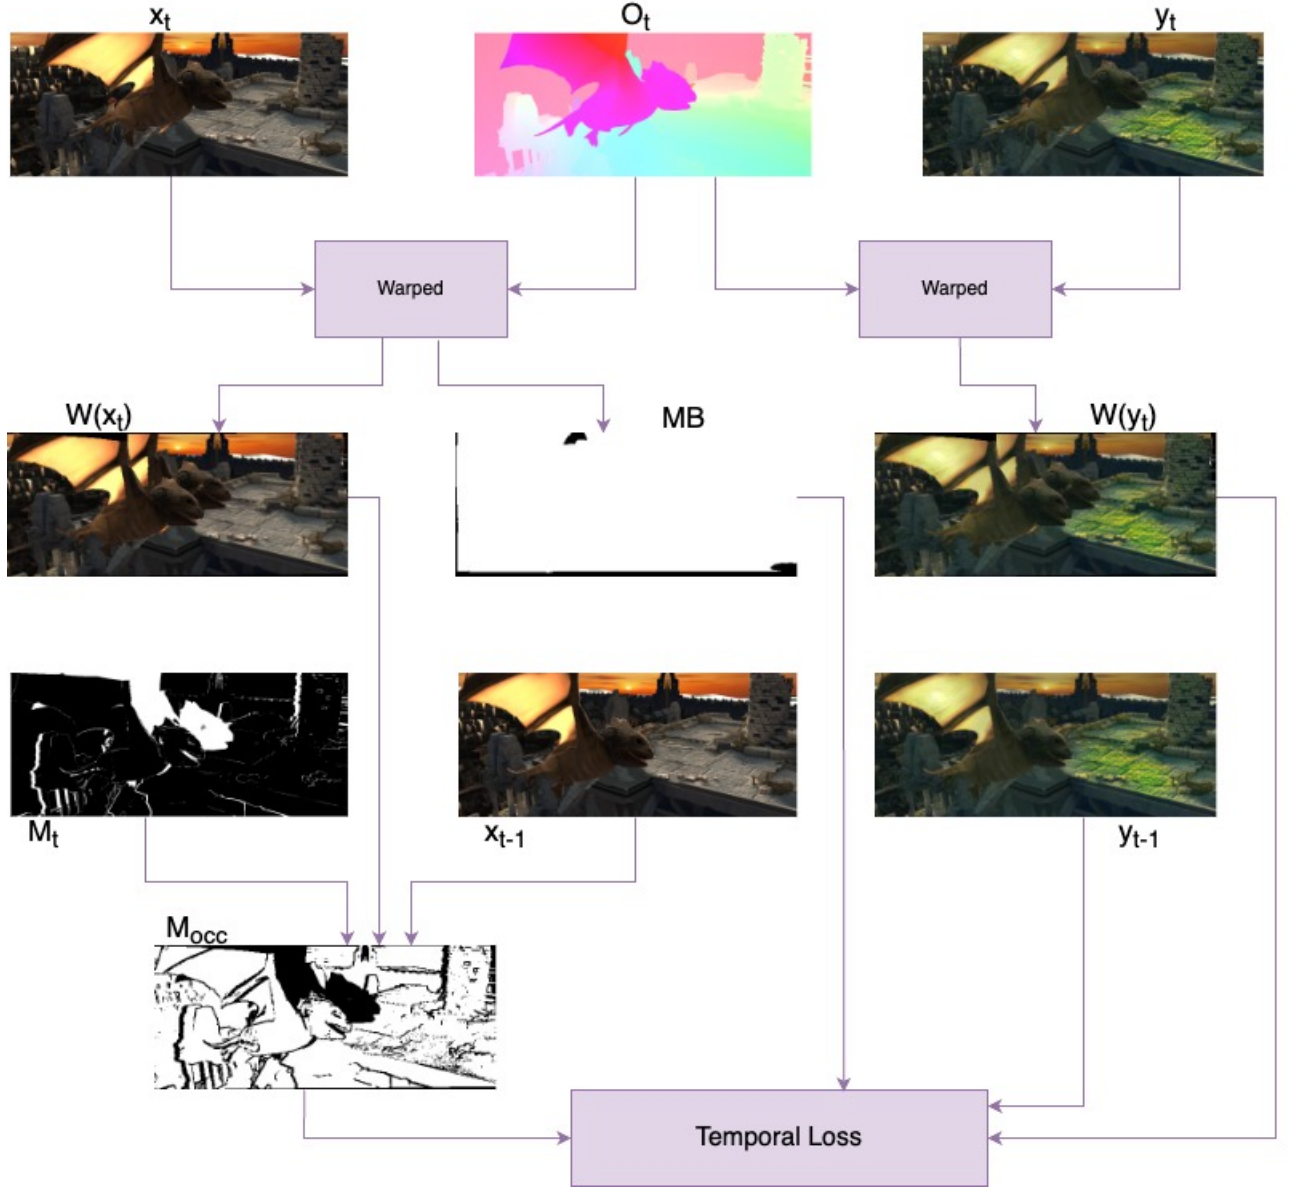 xt
Ot
yt
Warped
Warped
W(xt)
MB
W(yt)
Mt
xt-1
yt-1
Mocc
Temporal Loss